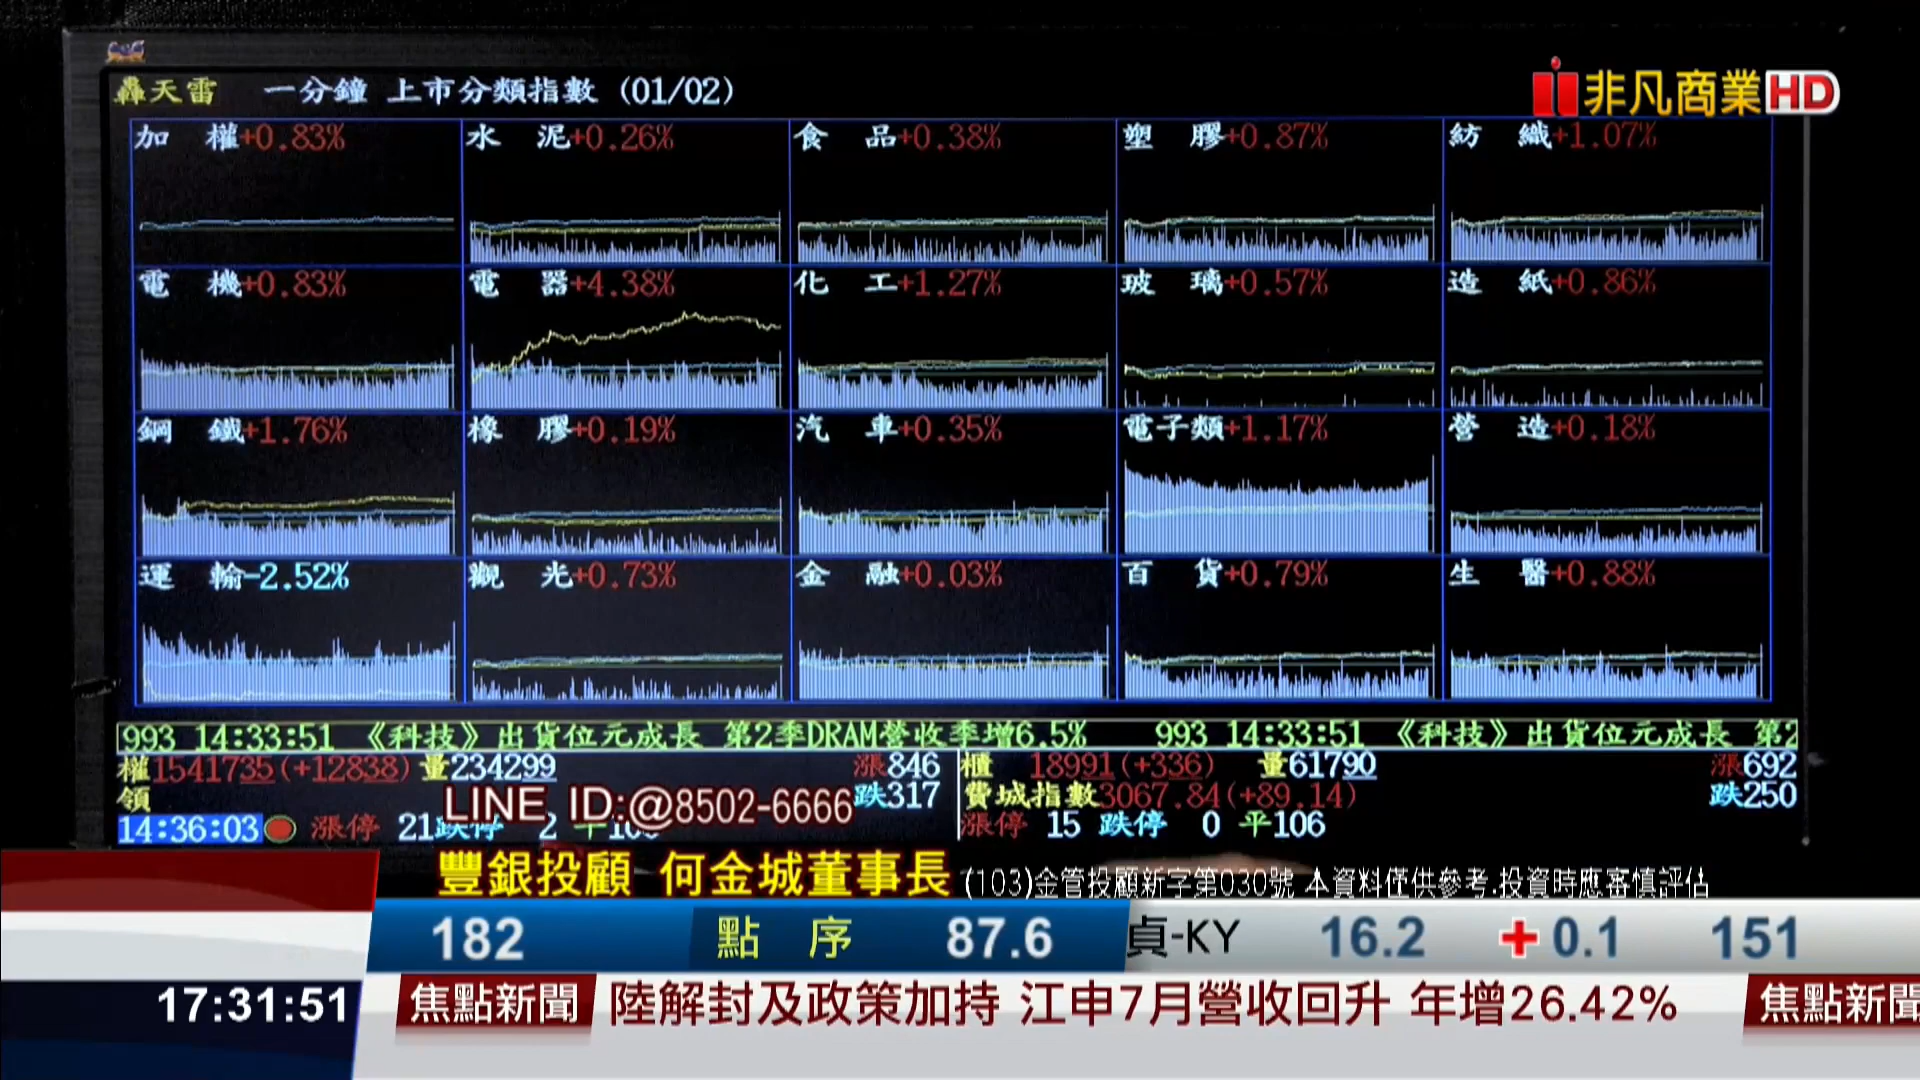 轟天雷 一分鐘 上市分類指數 (01/02)
非凡商業HD
加 權+0.83% 水 泥+0.26% 食 品+0.38% 塑 膠+0.87% 紡 織+1.07%
電 機+0.83% 電 器+4.38% 化 工+1.27% 玻 璃+0.57% 造 紙+0.86%
鋼 鐵+1.76% 橡 膠+0.19% 汽 車+0.35% 電子類+1.17% 營 造+0.18%
運 輸-2.52% 觀 光+0.73% 金 融+0.03% 百 貨+0.79% 生 醫+0.88%
993 14:33:51 《科技》出貨位元成長 第2季DRAM營收季增6.5% 993 14:33:51 《科技》出貨位元成長 第2
權1541735(+12838) 量234299 漲846 櫃 18991(+336) 量61790 漲692
領 跌317 費城指數3067.84(+89.14) 跌250
LINE ID:@8502-6666
14:36:03 漲停 21跌停 2 平 漲停 15 跌停 0 平106
豐銀投顧 何金城董事長 (103)金管投顧新字第030號 本資料僅供參考.投資時應審慎評估
182 點 序 87.6 貞-KY 16.2 +0.1 151
17:31:51 焦點新聞 陸解封及政策加持 江申7月營收回升 年增26.42% 焦點新聞